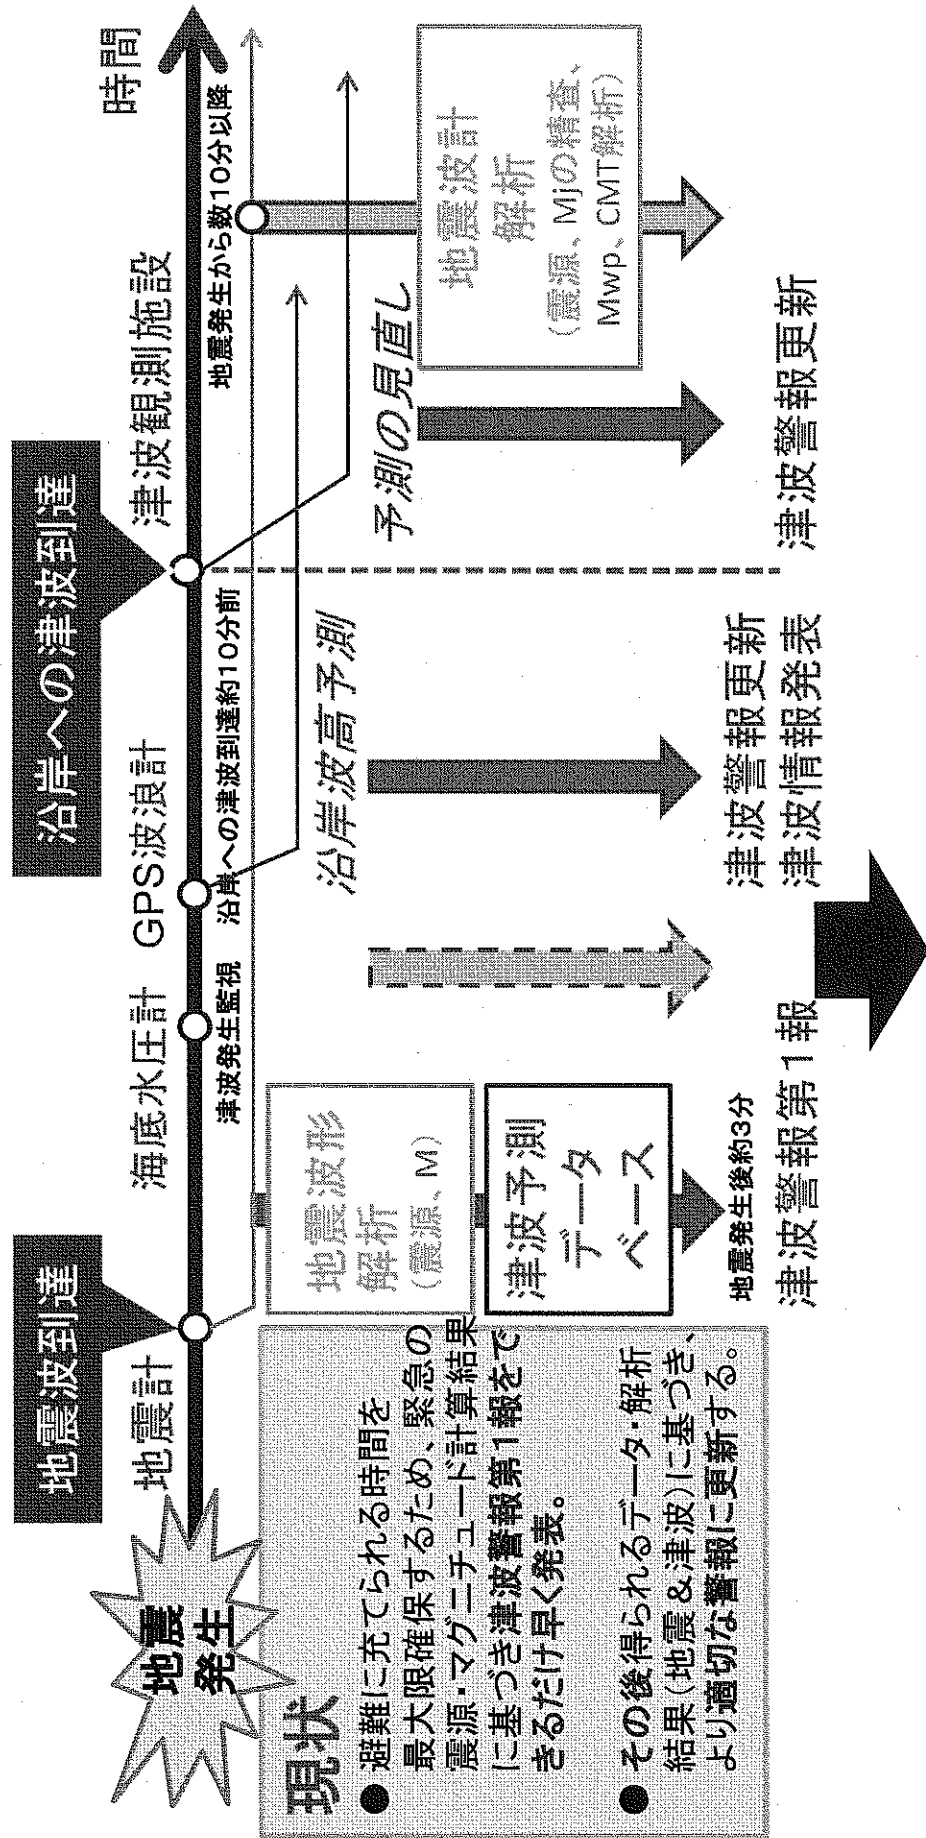 地震
発生
地震波到達
沿岸への津波到達
地震計
海底水圧計
GPS波浪計
津波観測施設
時間
津波発生監視
沿岸への津波到達約10分前
地震発生から数10分以降
地震波形
解析
(震源、M)
津波予測
データ
ベース
地震発生後約3分
津波警報第1報
沿岸波高予測
津波警報更新
津波情報発表
予測の見直し
津波警報更新
地震波計
解析
(震源、Mjの精査、
Mwp、CMT解析)
現状
● 避難に充てられる時間を
最大限確保するため、緊急の
震源・マグニチュード計算結果
に基づき津波警報第1報をで
きるだけ早く発表。
● その後得られるデータ・解析
結果(地震&津波)に基づき、
より適切な警報に更新する。